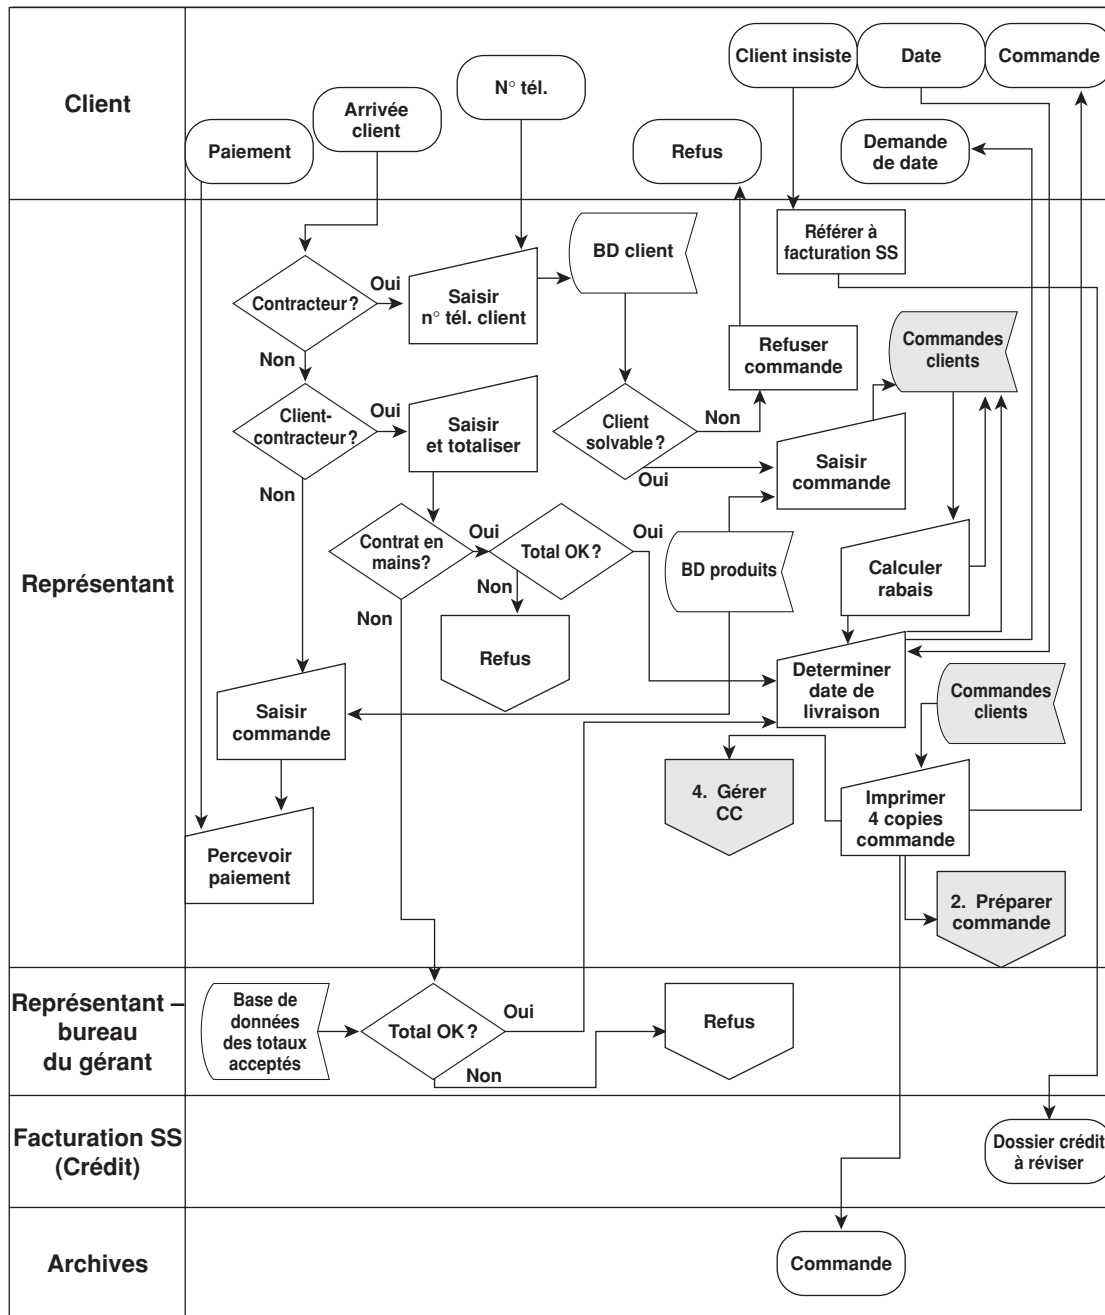 Client
Client insiste
Date
Commande
N° tél.
Arrivée
client
Paiement
Refus
Demande
de date
Représentant
Référer à
facturation SS
BD client
Contracteur ?
Oui
Saisir
n° tél. client
Non
Commandes
clients
Refuser
commande
Client-
contracteur ?
Oui
Saisir
et totaliser
Client
solvable ?
Non
Oui
Saisir
commande
Non
Contrat en
mains?
Oui
Total OK ?
Oui
BD produits
Calculer
rabais
Non
Non
Refus
Determiner
date de
livraison
Saisir
commande
Commandes
clients
4. Gérer
CC
Imprimer
4 copies
commande
Percevoir
paiement
2. Préparer
commande
Représentant –
bureau
du gérant
Base de
données
des totaux
acceptés
Total OK ?
Oui
Non
Refus
Facturation SS
(Crédit)
Dossier crédit
à réviser
Archives
Commande